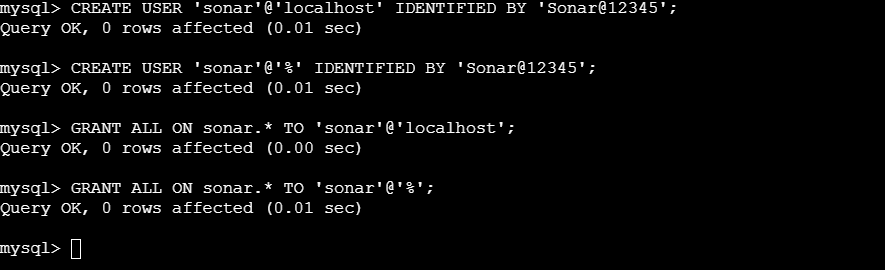 mysql> CREATE USER 'sonar'@'localhost' IDENTIFIED BY 'Sonar@12345';
Query OK, 0 rows affected (0.01 sec)
mysql> CREATE USER 'sonar'@'%' IDENTIFIED BY 'Sonar@12345';
Query OK, 0 rows affected (0.01 sec)
mysql> GRANT ALL ON sonar.* TO 'sonar'@'localhost';
Query OK, 0 rows affected (0.00 sec)
mysql> GRANT ALL ON sonar.* TO 'sonar'@'%';
Query OK, 0 rows affected (0.01 sec)
mysql>